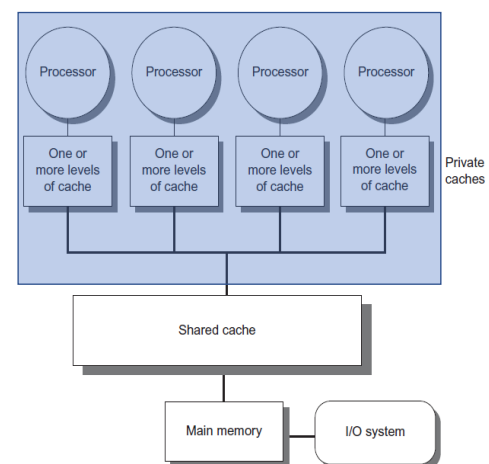 Processor Processor Processor Processor
One or One or One or One or
more levels more levels more levels more levels
of cache of cache of cache of cache
Private
caches
Shared cache
Main memory
I/O system